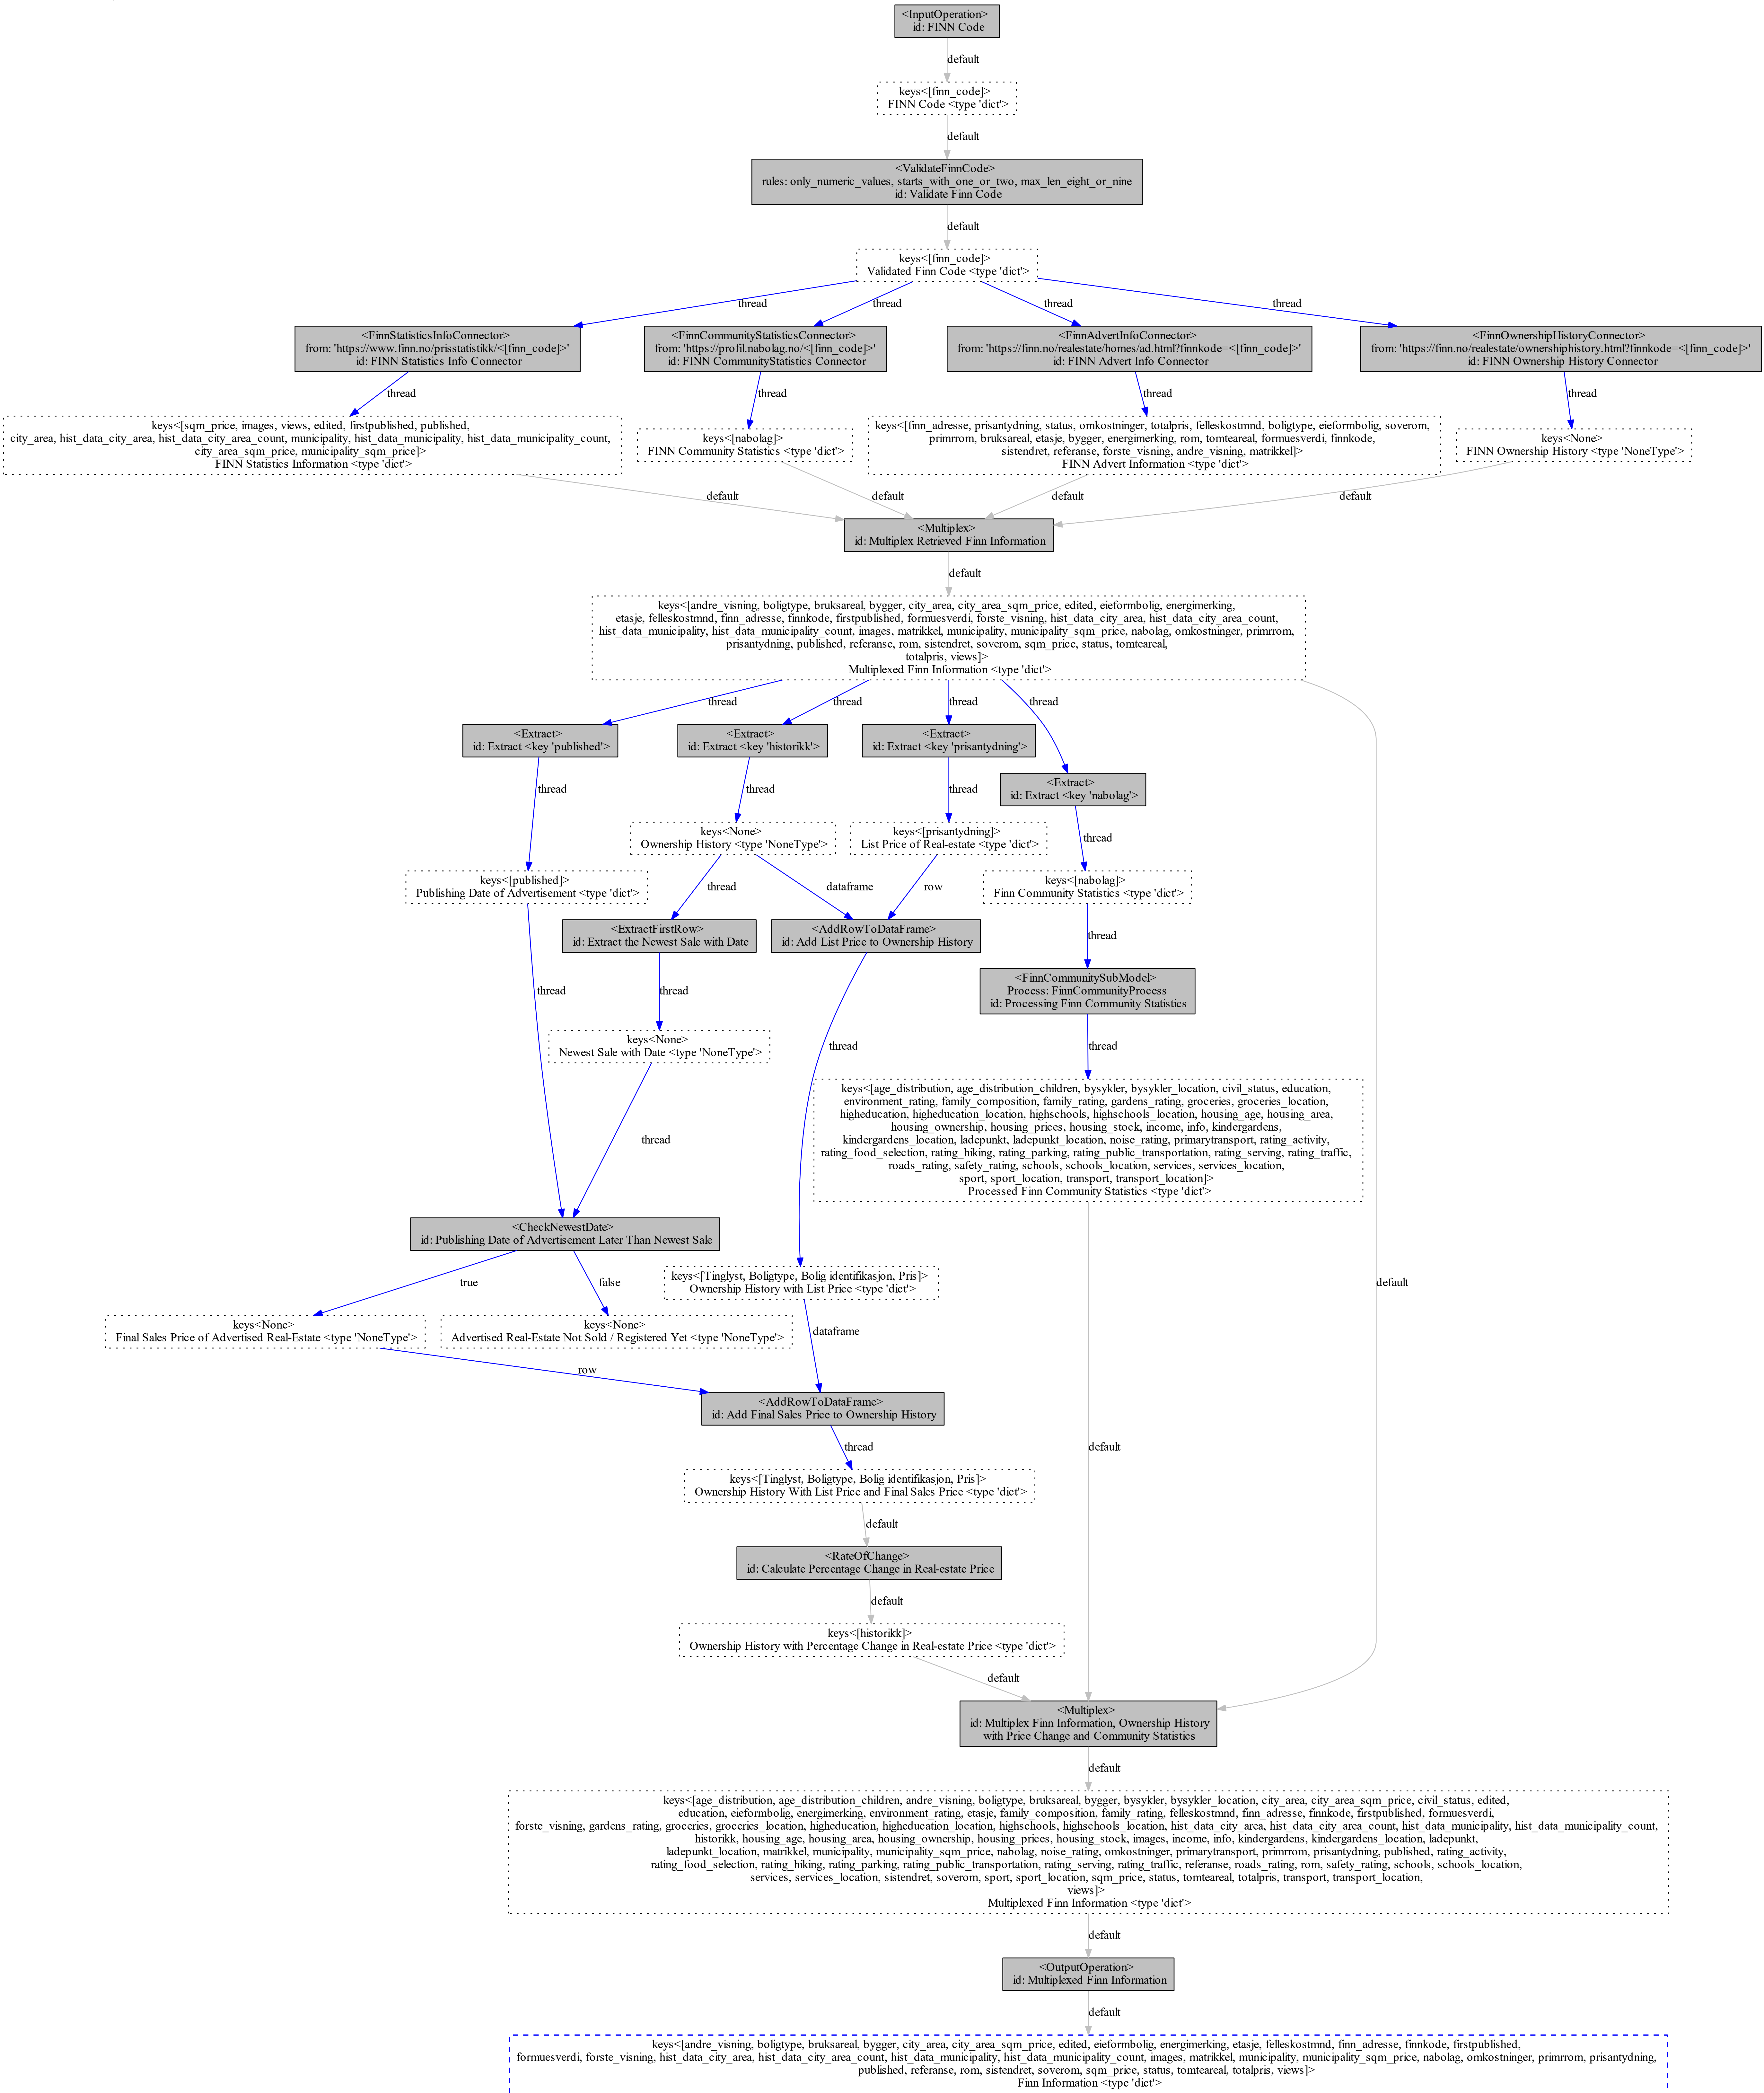 <InputOperation>
id: FINN Code
default
keys<[finn_code]>
FINN Code <type 'dict'>
default
<ValidateFinnCode>
rules: only_numeric_values, starts_with_one_or_two, max_len_eight_or_nine
id: Validate Finn Code
default
keys<[finn_code]>
Validated Finn Code <type 'dict'>
thread
thread
thread
thread
<FinnStatisticsInfoConnector>
from: 'https://www.finn.no/prisstatistikk/<[finn_code]>'
id: FINN Statistics Info Connector
<FinnCommunityStatisticsConnector>
from: 'https://profil.nabolag.no/<[finn_code]>'
id: FINN CommunityStatistics Connector
<FinnAdvertInfoConnector>
from: 'https://finn.no/realestate/homes/ad.html?finnkode=<[finn_code]>'
id: FINN Advert Info Connector
<FinnOwnershipHistoryConnector>
from: 'https://finn.no/realestate/ownershiphistory.html?finnkode=<[finn_code]>'
id: FINN Ownership History Connector
thread
thread
thread
thread
keys<[sqm_price, images, views, edited, firstpublished, published,
city_area, hist_data_city_area, hist_data_city_area_count, municipality, hist_data_municipality, hist_data_municipality_count,
city_area_sqm_price, municipality_sqm_price]>
FINN Statistics Information <type 'dict'>
keys<[nabolag]>
FINN Community Statistics <type 'dict'>
keys<[finn_adresse, prisantydning, status, omkostninger, totalpris, felleskostmnd, boligtype, eieformbolig, soverom,
primrrom, bruksareal, etasje, bygger, energimerking, rom, tomteareal, formuesverdi, finnkode,
sistendret, referanse, forste_visning, andre_visning, matrikkel]>
FINN Advert Information <type 'dict'>
keys<None>
FINN Ownership History <type 'NoneType'>
default
default
default
default
<Multiplex>
id: Multiplex Retrieved Finn Information
default
keys<[andre_visning, boligtype, bruksareal, bygger, city_area, city_area_sqm_price, edited, eieformbolig, energimerking,
etasje, felleskostmnd, finn_adresse, finnkode, firstpublished, formuesverdi, forste_visning, hist_data_city_area, hist_data_city_area_count,
hist_data_municipality, hist_data_municipality_count, images, matrikkel, municipality, municipality_sqm_price, nabolag, omkostninger, primrrom,
prisantydning, published, referanse, rom, sistendret, soverom, sqm_price, status, tomteareal,
totalpris, views]>
Multiplexed Finn Information <type 'dict'>
thread
thread
thread
thread
<Extract>
id: Extract <key 'published'>
<Extract>
id: Extract <key 'historikk'>
<Extract>
id: Extract <key 'prisantydning'>
<Extract>
id: Extract <key 'nabolag'>
thread
thread
thread
thread
keys<None>
Ownership History <type 'NoneType'>
keys<[prisantydning]>
List Price of Real-estate <type 'dict'>
keys<[published]>
Publishing Date of Advertisement <type 'dict'>
keys<[nabolag]>
Finn Community Statistics <type 'dict'>
thread
dataframe
row
<ExtractFirstRow>
id: Extract the Newest Sale with Date
<AddRowToDataFrame>
id: Add List Price to Ownership History
thread
<FinnCommunitySubModel>
Process: FinnCommunityProcess
id: Processing Finn Community Statistics
thread
thread
thread
thread
keys<None>
Newest Sale with Date <type 'NoneType'>
keys<[age_distribution, age_distribution_children, bysykler, bysykler_location, civil_status, education,
environment_rating, family_composition, family_rating, gardens_rating, groceries, groceries_location,
higheducation, higheducation_location, highschools, highschools_location, housing_age, housing_area,
housing_ownership, housing_prices, housing_stock, income, info, kindergardens,
kindergardens_location, ladepunkt, ladepunkt_location, noise_rating, primarytransport, rating_activity,
rating_food_selection, rating_hiking, rating_parking, rating_public_transportation, rating_serving, rating_traffic,
roads_rating, safety_rating, schools, schools_location, services, services_location,
sport, sport_location, transport, transport_location]>
Processed Finn Community Statistics <type 'dict'>
thread
<CheckNewestDate>
id: Publishing Date of Advertisement Later Than Newest Sale
true
false
keys<[Tinglyst, Boligtype, Bolig identifikasjon, Pris]>
Ownership History with List Price <type 'dict'>
default
keys<None>
Final Sales Price of Advertised Real-Estate <type 'NoneType'>
keys<None>
Advertised Real-Estate Not Sold / Registered Yet <type 'NoneType'>
dataframe
row
<AddRowToDataFrame>
id: Add Final Sales Price to Ownership History
thread
default
keys<[Tinglyst, Boligtype, Bolig identifikasjon, Pris]>
Ownership History With List Price and Final Sales Price <type 'dict'>
default
<RateOfChange>
id: Calculate Percentage Change in Real-estate Price
default
keys<[historikk]>
Ownership History with Percentage Change in Real-estate Price <type 'dict'>
default
<Multiplex>
id: Multiplex Finn Information, Ownership History
with Price Change and Community Statistics
default
keys<[age_distribution, age_distribution_children, andre_visning, boligtype, bruksareal, bygger, bysykler, bysykler_location, city_area, city_area_sqm_price, civil_status, edited,
education, eieformbolig, energimerking, environment_rating, etasje, family_composition, family_rating, felleskostmnd, finn_adresse, finnkode, firstpublished, formuesverdi,
forste_visning, gardens_rating, groceries, groceries_location, higheducation, higheducation_location, highschools, highschools_location, hist_data_city_area, hist_data_city_area_count, hist_data_municipality, hist_data_municipality_count,
historikk, housing_age, housing_area, housing_ownership, housing_prices, housing_stock, images, income, info, kindergardens, kindergardens_location, ladepunkt,
ladepunkt_location, matrikkel, municipality, municipality_sqm_price, nabolag, noise_rating, omkostninger, primarytransport, primrrom, prisantydning, published, rating_activity,
rating_food_selection, rating_hiking, rating_parking, rating_public_transportation, rating_serving, rating_traffic, referanse, roads_rating, rom, safety_rating, schools, schools_location,
services, services_location, sistendret, soverom, sport, sport_location, sqm_price, status, tomteareal, totalpris, transport, transport_location,
views]>
Multiplexed Finn Information <type 'dict'>
default
<OutputOperation>
id: Multiplexed Finn Information
default
keys<[andre_visning, boligtype, bruksareal, bygger, city_area, city_area_sqm_price, edited, eieformbolig, energimerking, etasje, felleskostmnd, finn_adresse, finnkode, firstpublished,
formuesverdi, forste_visning, hist_data_city_area, hist_data_city_area_count, hist_data_municipality, hist_data_municipality_count, images, matrikkel, municipality, municipality_sqm_price, nabolag, omkostninger, primrrom, prisantydning,
published, referanse, rom, sistendret, soverom, sqm_price, status, tomteareal, totalpris, views]>
Finn Information <type 'dict'>